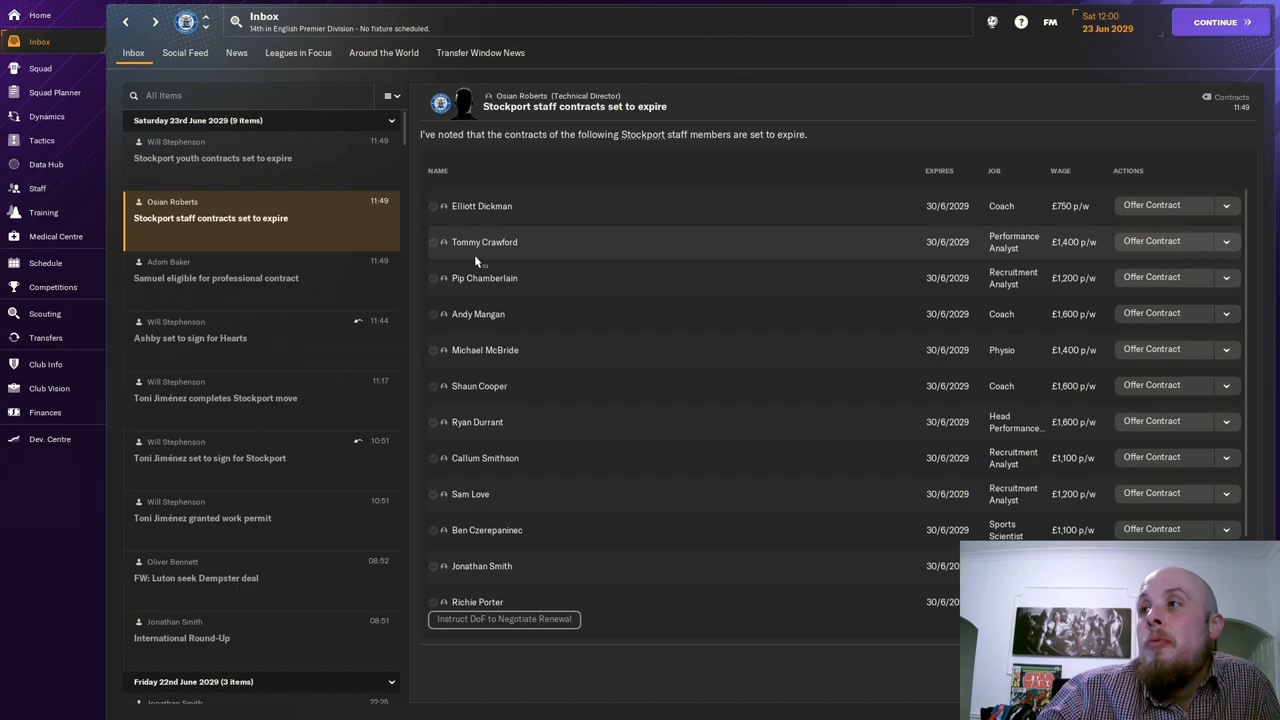 Home
Inbox
Squad
Squad Planner
Dynamics
Tactics
Data Hub
Staff
Training
Medical Centre
Schedule
Competitions
Scouting
Transfers
Club Info
Club Vision
Finances
Dev. Centre
Inbox
14th in English Premier Division - No fixture scheduled.
FM
Sat 12:00
23 Jun 2029
CONTINUE
Inbox Social Feed News Leagues in Focus Around the World Transfer Window News
All Items
Saturday 23rd June 2029 (9 items)
Will Stephenson 11:49
Stockport youth contracts set to expire
Osian Roberts 11:49
Stockport staff contracts set to expire
Adam Baker 11:49
Samuel eligible for professional contract
Will Stephenson 11:44
Ashby set to sign for Hearts
Will Stephenson 11:17
Toni Jiménez completes Stockport move
Will Stephenson 10:51
Toni Jiménez set to sign for Stockport
Will Stephenson 10:51
Toni Jiménez granted work permit
Oliver Bennett 08:52
FW: Luton seek Dempster deal
Jonathan Smith 08:51
International Round-Up
Friday 22nd June 2029 (3 items)
Jonathan Smith 22:25
Osian Roberts (Technical Director)
Stockport staff contracts set to expire
Contracts
11:49
I've noted that the contracts of the following Stockport staff members are set to expire.
NAME EXPIRES JOB WAGE ACTIONS
Elliott Dickman 30/6/2029 Coach £750 p/w Offer Contract
Tommy Crawford 30/6/2029 Performance Analyst £1,400 p/w Offer Contract
Pip Chamberlain 30/6/2029 Recruitment Analyst £1,200 p/w Offer Contract
Andy Mangan 30/6/2029 Coach £1,600 p/w Offer Contract
Michael McBride 30/6/2029 Physio £1,400 p/w Offer Contract
Shaun Cooper 30/6/2029 Coach £1,600 p/w Offer Contract
Ryan Durrant 30/6/2029 Head Performance... £1,600 p/w Offer Contract
Callum Smithson 30/6/2029 Recruitment Analyst £1,100 p/w Offer Contract
Sam Love 30/6/2029 Recruitment Analyst £1,200 p/w Offer Contract
Ben Czerepaninec 30/6/2029 Sports Scientist £1,100 p/w Offer Contract
Jonathan Smith 30/6/20
Richie Porter 30/6/20
Instruct DoF to Negotiate Renewal
STAR WARS